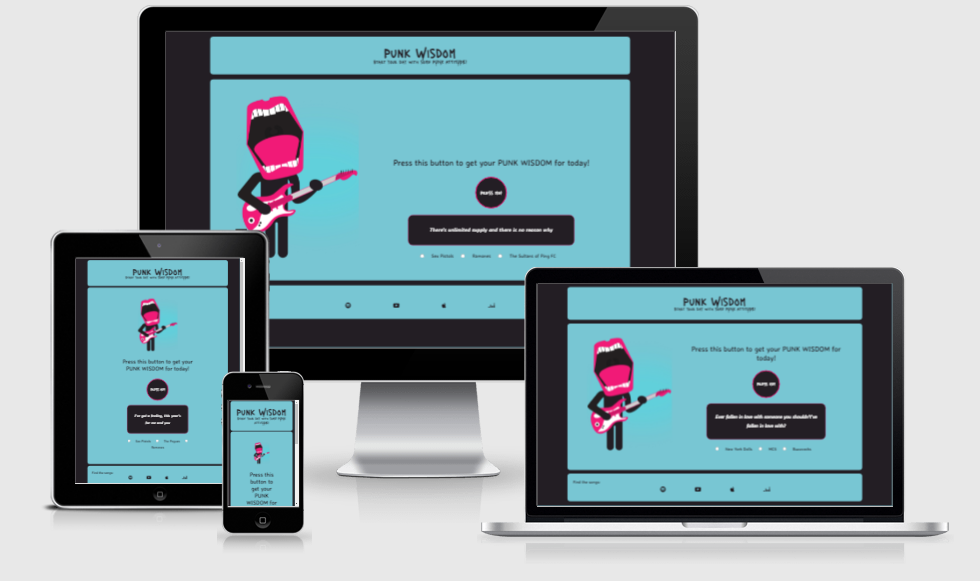 PUNK WISDOM
START YOUR DAY WITH SOME PUNK ATTITUDE!
Press this button to get your PUNK WISDOM for today!
PUNK ON!
There's unlimited supply and there is no reason why
Sex Pistols Ramones The Sultans of Ping FC
PUNK WISDOM
START YOUR DAY WITH SOME PUNK ATTITUDE!
Press this button to get your
PUNK WISDOM for today!
PUNK ON!
I've got a feeling, this year's
for me and you
Sex Pistols The Pogues
Ramones
Find the songs:
PUNK WISDOM
START YOUR DAY WITH SOME PUNK
ATTITUDE!
Press this
button to
get your
PUNK
WISDOM for
PUNK WISDOM
START YOUR DAY WITH SOME PUNK ATTITUDE!
Press this button to get your PUNK WISDOM for
today!
PUNK ON!
Ever fallen in love with someone you shouldn't've
fallen in love with?
New York Dolls MC5 Buzzcocks
Find the songs: